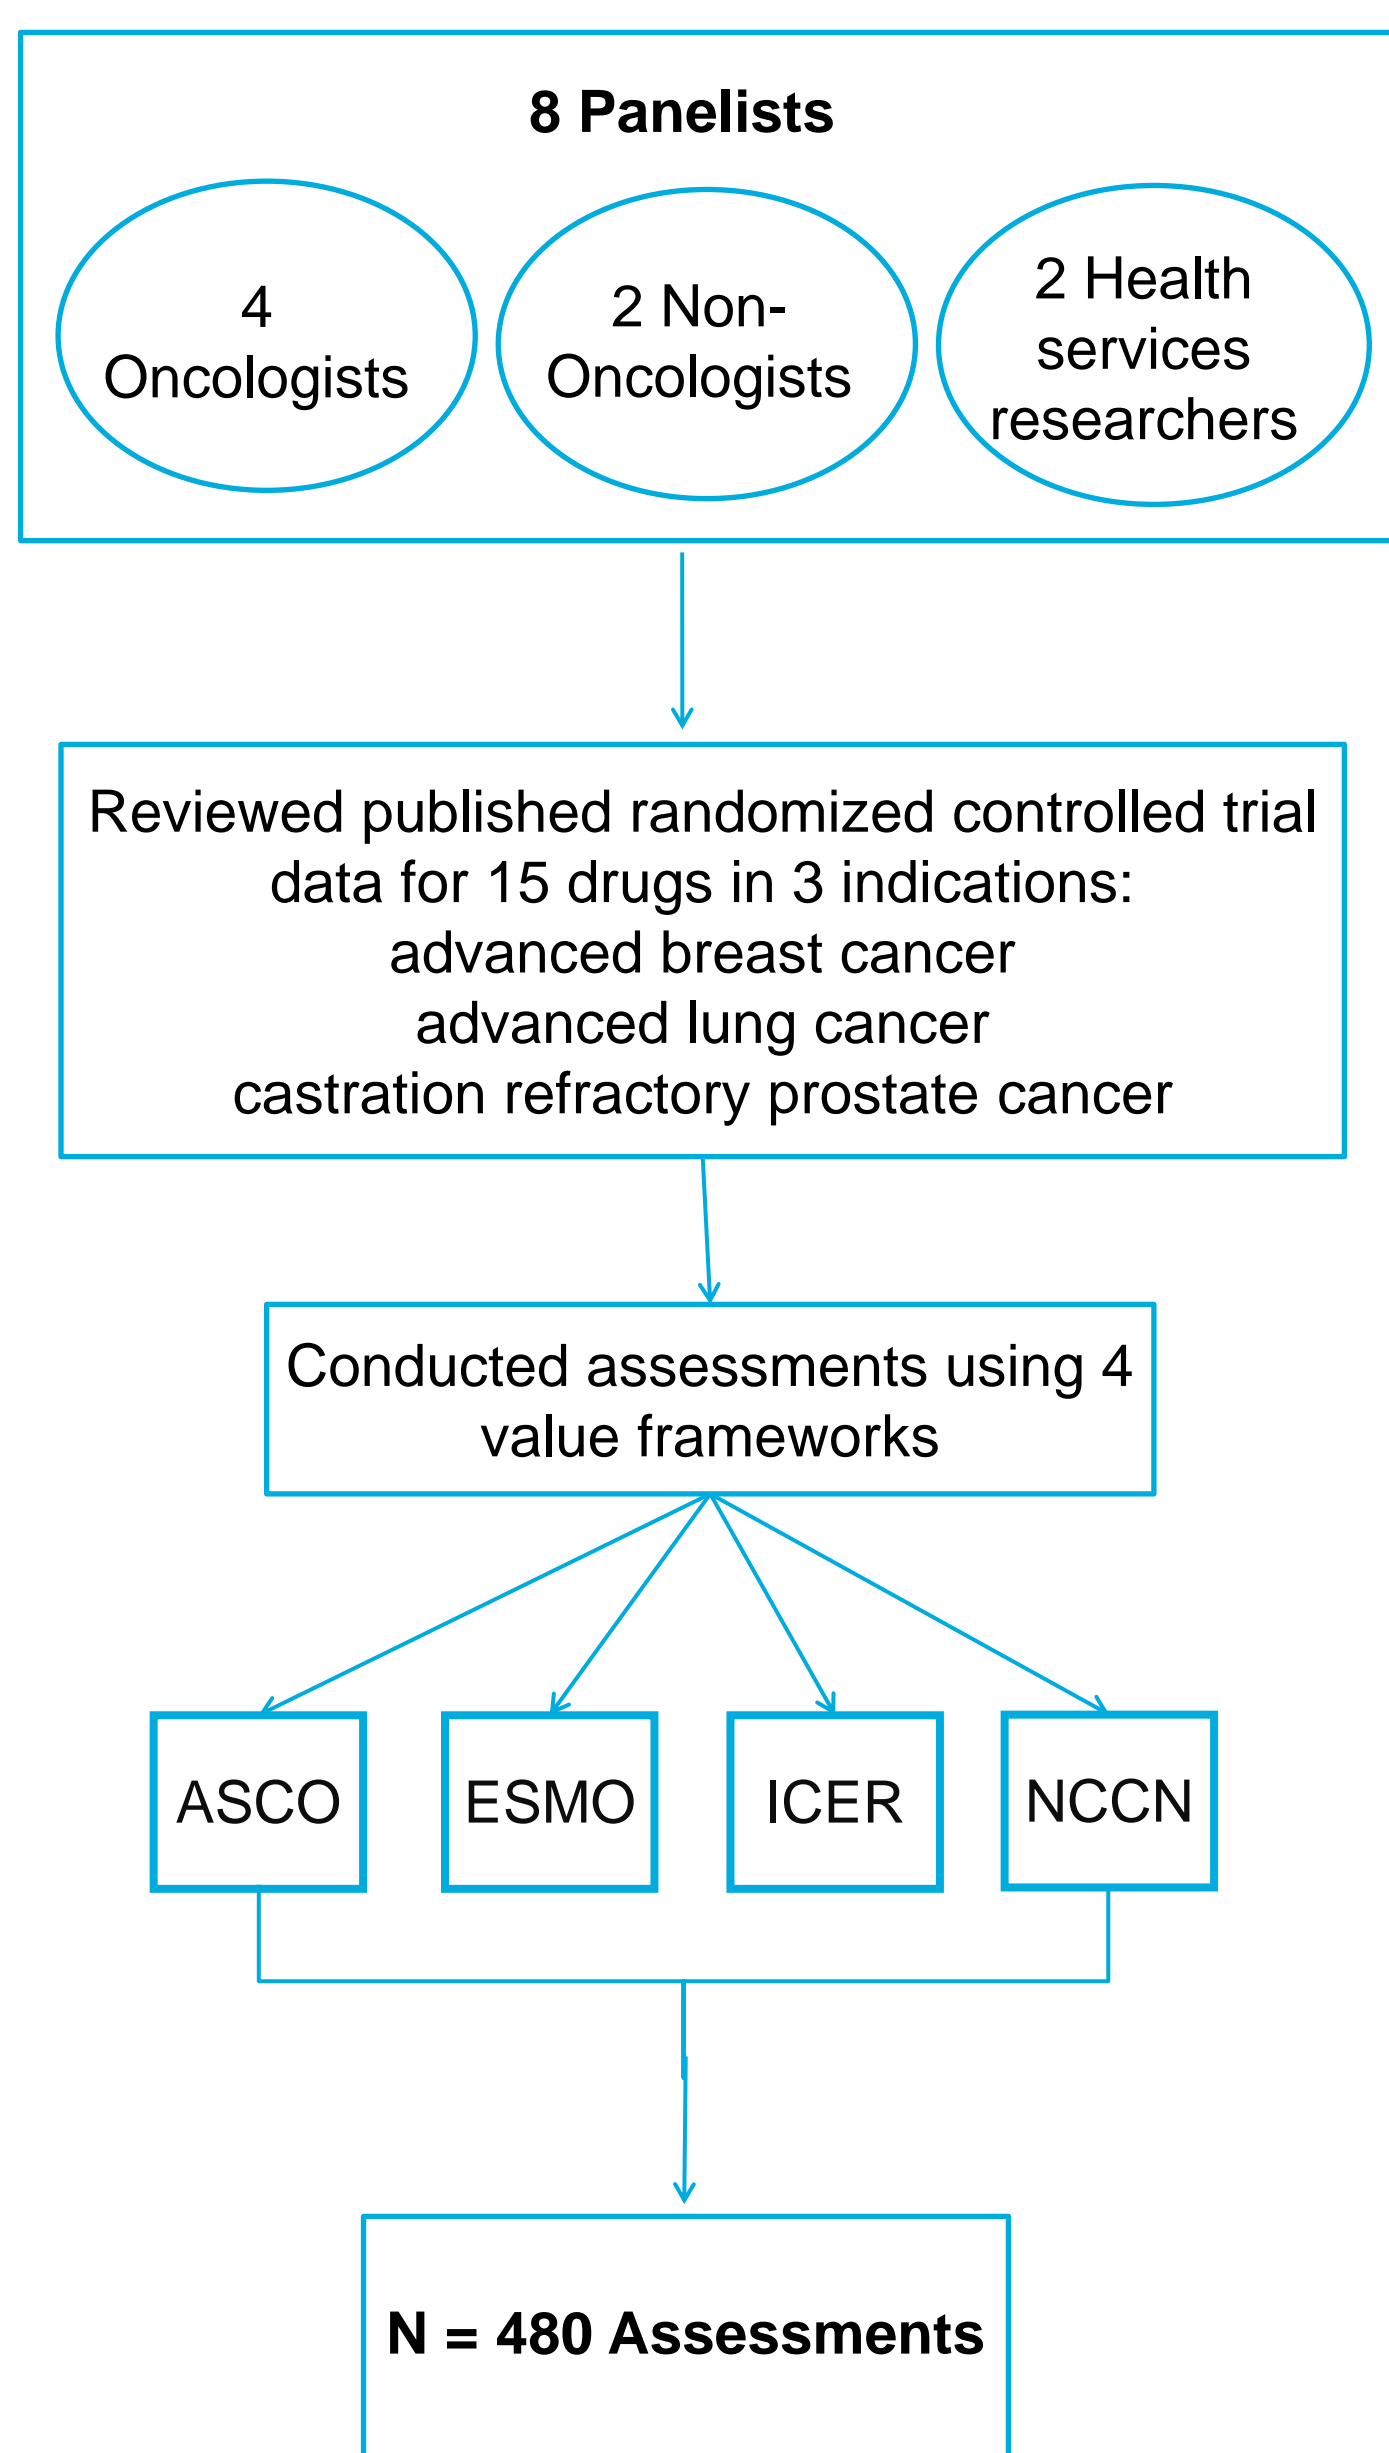 8 Panelists
4
Oncologists
2 Non-
Oncologists
2 Health
services
researchers
Reviewed published randomized controlled trial
data for 15 drugs in 3 indications:
advanced breast cancer
advanced lung cancer
castration refractory prostate cancer
Conducted assessments using 4
value frameworks
ASCO
ESMO
ICER
NCCN
N = 480 Assessments